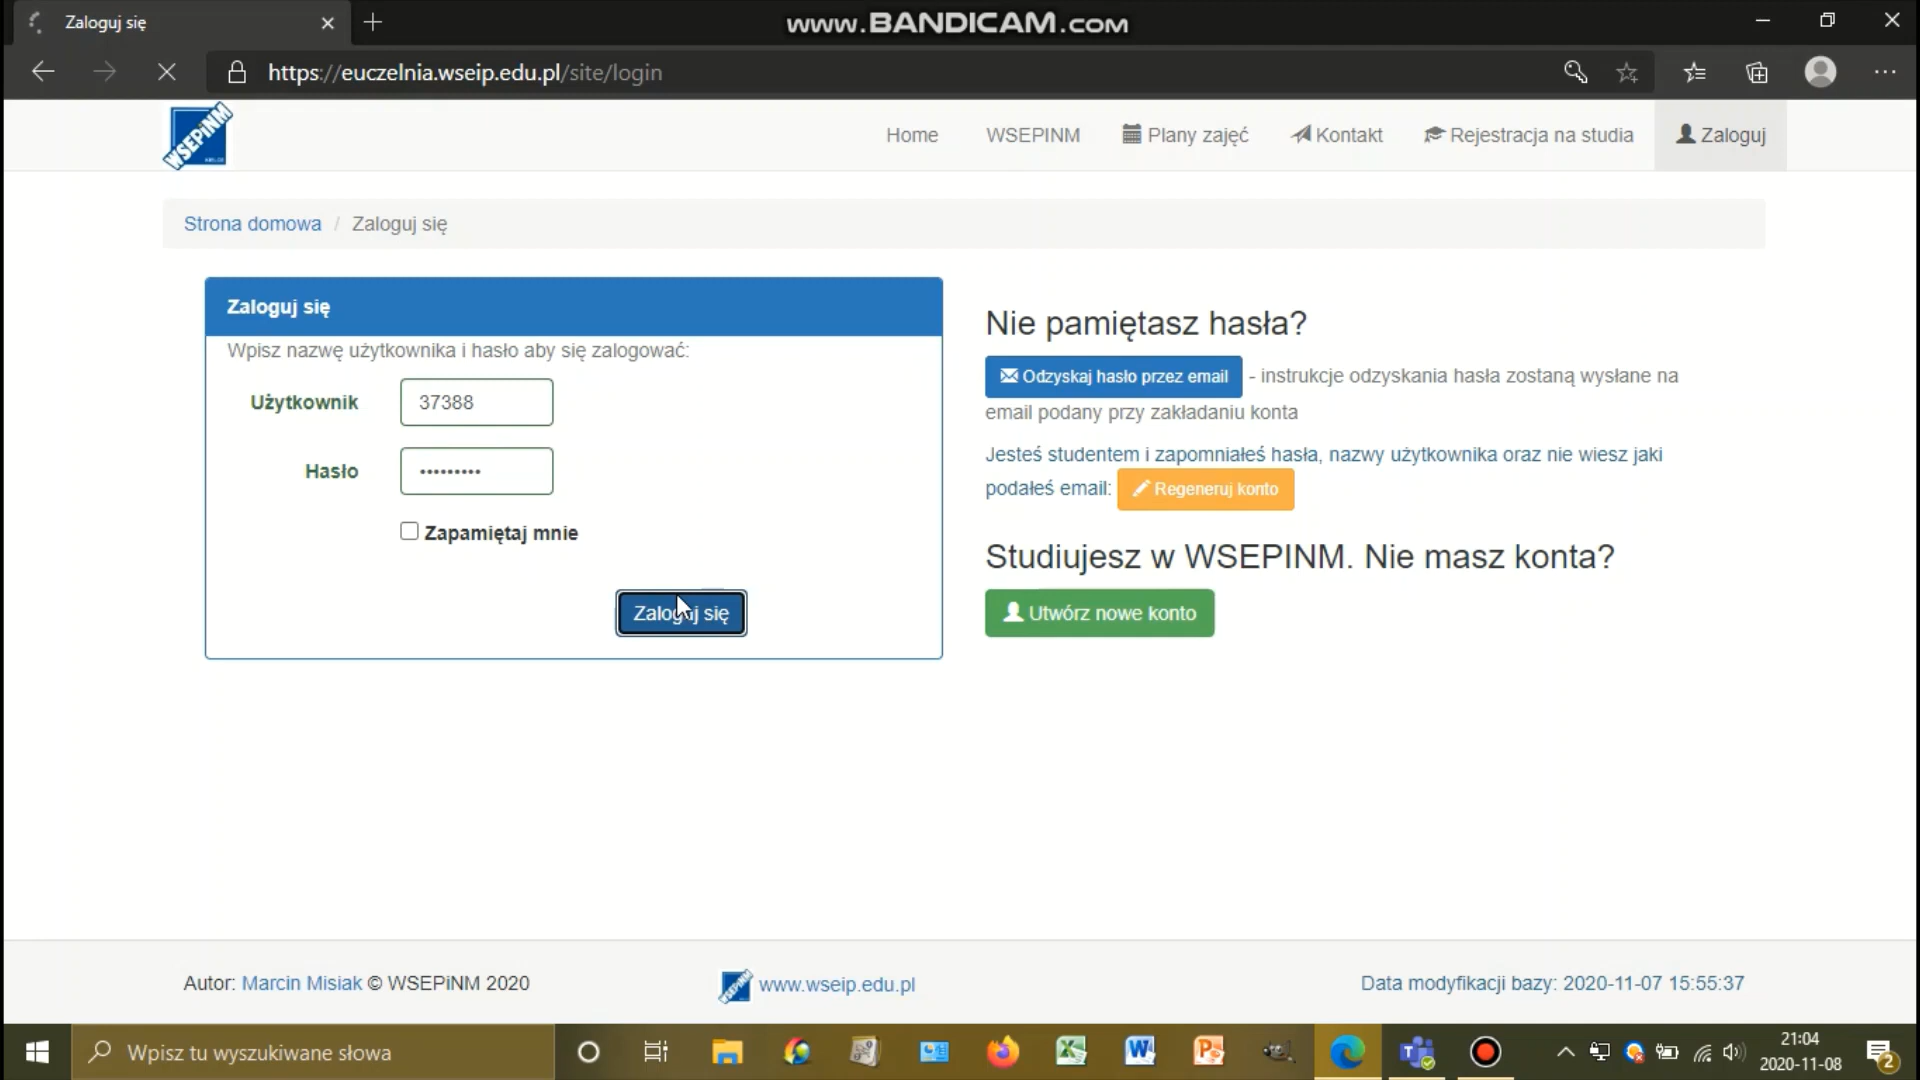 Zaloguj się
www.BANDICAM.com
https://euczelnia.wseip.edu.pl/site/login
WSEPiNM
Home
WSEPINM
Plany zajęć
Kontakt
Rejestracja na studia
Zaloguj
Strona domowa / Zaloguj się
Zaloguj się
Wpisz nazwę użytkownika i hasło aby się zalogować:
Użytkownik
37388
Hasło
•••••••••
Zapamiętaj mnie
Zaloguj się
Nie pamiętasz hasła?
Odzyskaj hasło przez email - instrukcje odzyskania hasła zostaną wysłane na
email podany przy zakładaniu konta
Jesteś studentem i zapomniałeś hasła, nazwy użytkownika oraz nie wiesz jaki
podałeś email: Regeneruj konto
Studiujesz w WSEPINM. Nie masz konta?
Utwórz nowe konto
Autor: Marcin Misiak © WSEPiNM 2020
www.wseip.edu.pl
Data modyfikacji bazy: 2020-11-07 15:55:37
Wpisz tu wyszukiwane słowa
21:04
2020-11-08
2